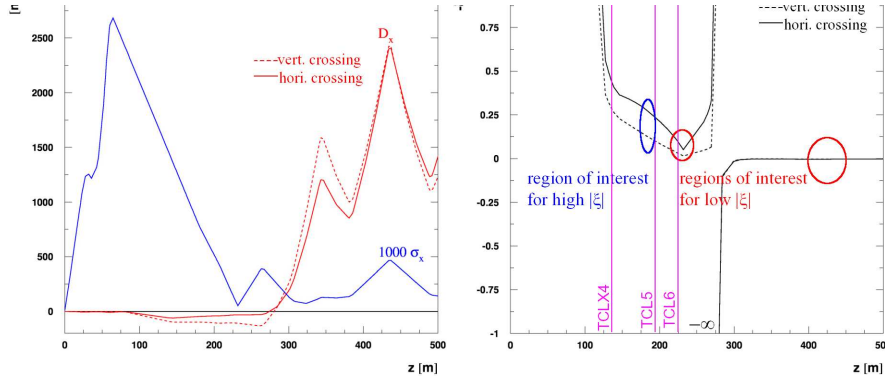 2500
2000
1500
1000
500
0
D_x
vert. crossing
hori. crossing
1000 σ_x
0 100 200 300 400 500
z [m]
vert. crossing
hori. crossing
0.75
0.5
0.25
0
-0.25
-0.5
-0.75
-1
region of interest
for high |ξ|
regions of interest
for low |ξ|
TCLX4
TCL5
TCL6
−∞
0 100 200 300 400 500
z [m]